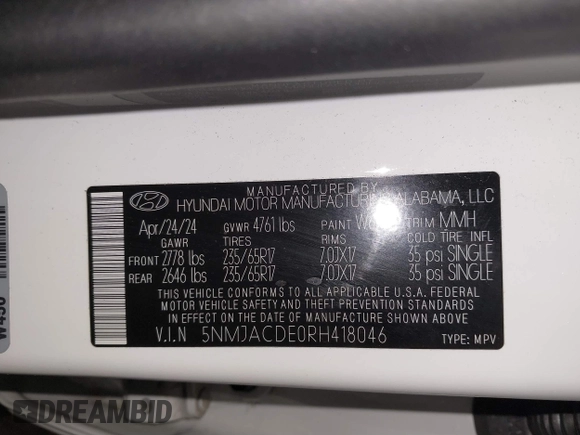 MANUFACTURED BY
HYUNDAI MOTOR MANUFACTURING ALABAMA, LLC
Apr/24/24 GVWR 4761 lbs PAINT TRIM MMH
GAWR TIRES RIMS COLD TIRE INFL
FRONT 2778 lbs 235/65R17 7.0JX17 35 psi SINGLE
REAR 2646 lbs 235/65R17 7.0JX17 35 psi SINGLE
THIS VEHICLE CONFORMS TO ALL APPLICABLE U.S.A. FEDERAL
MOTOR VEHICLE SAFETY AND THEFT PREVENTION STANDARDS
IN EFFECT ON THE DATE OF MANUFACTURE SHOWN ABOVE
V.I.N 5NMJACDE0RH418046 TYPE: MPV
DREAMBID